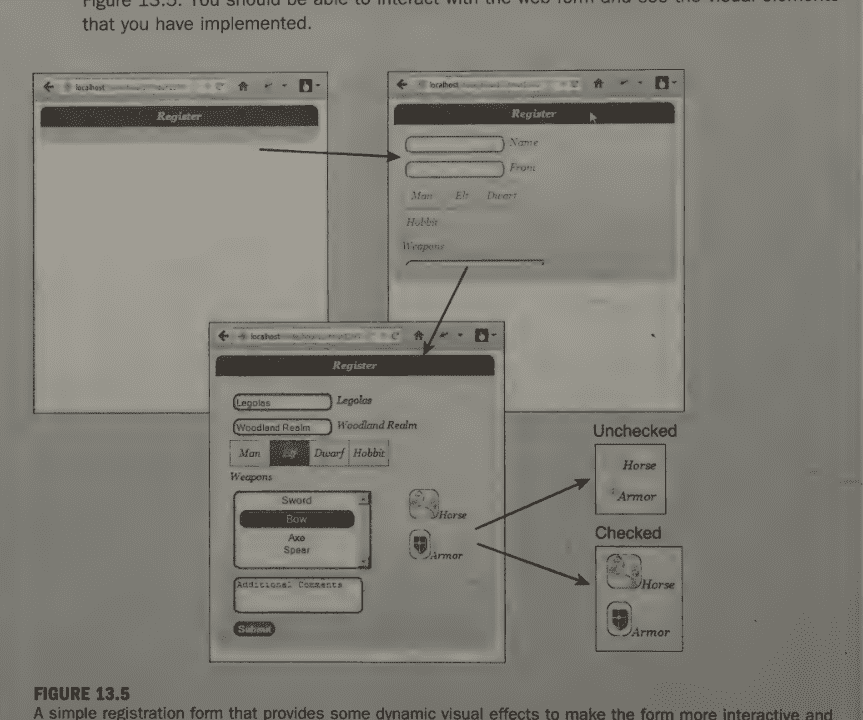 Figure 13.5. You should be able to interact with the web form and see the visual elements
that you have implemented.
localhost
Register
localhost
Register
Name
From
Man Elf Dwarf
Hobbit
Weapons
localhost
Register
Legolas Legolas
Woodland Realm Woodland Realm
Man Elf Dwarf Hobbit
Weapons
Sword
Bow
Axe
Spear
Horse
Armor
Additional Comments
Submit
Unchecked
Horse
Armor
Checked
Horse
Armor
FIGURE 13.5
A simple registration form that provides some dynamic visual effects to make the form more interactive and